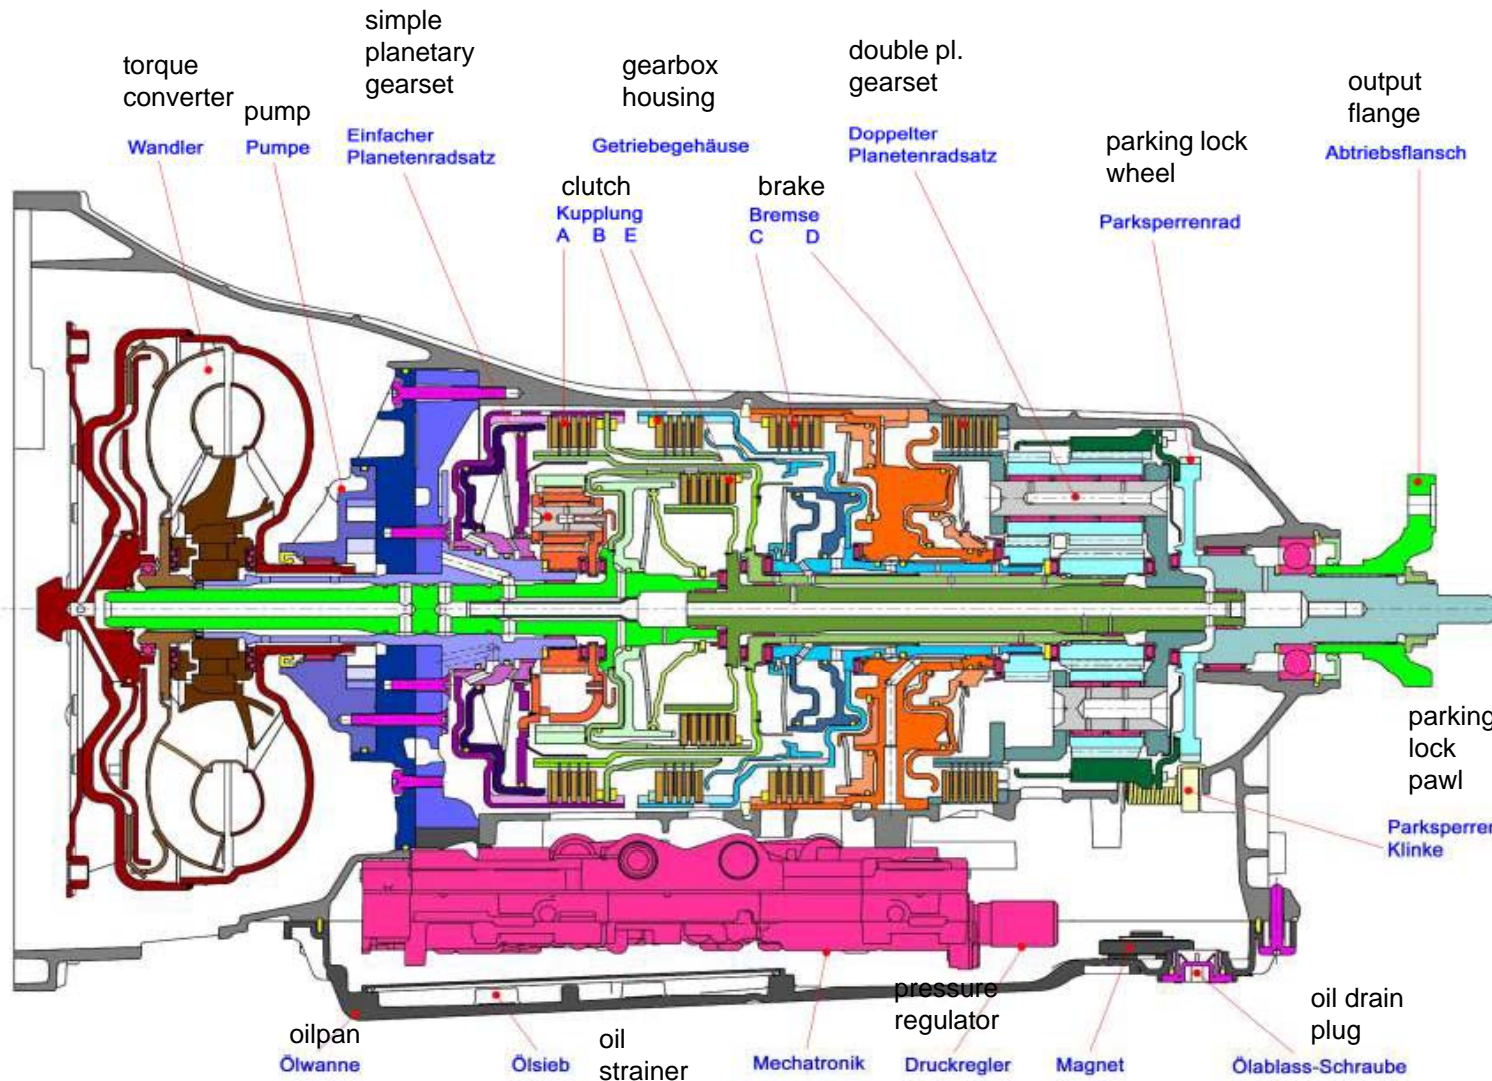 simple
planetary
gearset
torque
converter
pump
gearbox
housing
double pl.
gearset
output
flange
parking lock
wheel
Wandler
Pumpe
Einfacher
Planetenradsatz
Getriebegehäuse
Doppelter
Planetenradsatz
Abtriebsflansch
clutch
Kupplung
A B E
brake
Bremse
C D
Parksperrenrad
parking
lock
pawl
Parksperren
Klinke
oilpan
Ölwanne
Ölsieb
oil
strainer
Mechatronik
pressure
regulator
Druckregler
Magnet
oil drain
plug
Ölablass-Schraube